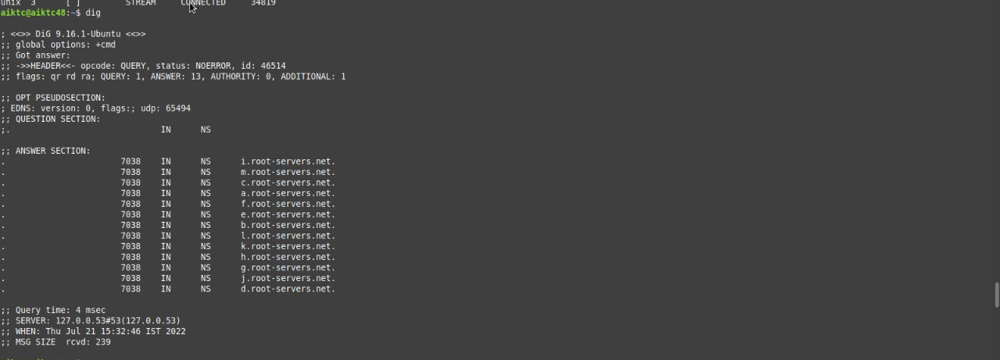 unix 3 [ ] STREAM CONNECTED 34819
aiktc@aiktc48:~$ dig
; <<>> DiG 9.16.1-Ubuntu <<>>
;; global options: +cmd
;; Got answer:
;; ->>HEADER<<- opcode: QUERY, status: NOERROR, id: 46514
;; flags: qr rd ra; QUERY: 1, ANSWER: 13, AUTHORITY: 0, ADDITIONAL: 1
;; OPT PSEUDOSECTION:
; EDNS: version: 0, flags:; udp: 65494
;; QUESTION SECTION:
;. IN NS
;; ANSWER SECTION:
. 7038 IN NS i.root-servers.net.
. 7038 IN NS m.root-servers.net.
. 7038 IN NS c.root-servers.net.
. 7038 IN NS a.root-servers.net.
. 7038 IN NS f.root-servers.net.
. 7038 IN NS e.root-servers.net.
. 7038 IN NS b.root-servers.net.
. 7038 IN NS l.root-servers.net.
. 7038 IN NS k.root-servers.net.
. 7038 IN NS h.root-servers.net.
. 7038 IN NS g.root-servers.net.
. 7038 IN NS j.root-servers.net.
. 7038 IN NS d.root-servers.net.
;; Query time: 4 msec
;; SERVER: 127.0.0.53#53(127.0.0.53)
;; WHEN: Thu Jul 21 15:32:46 IST 2022
;; MSG SIZE rcvd: 239